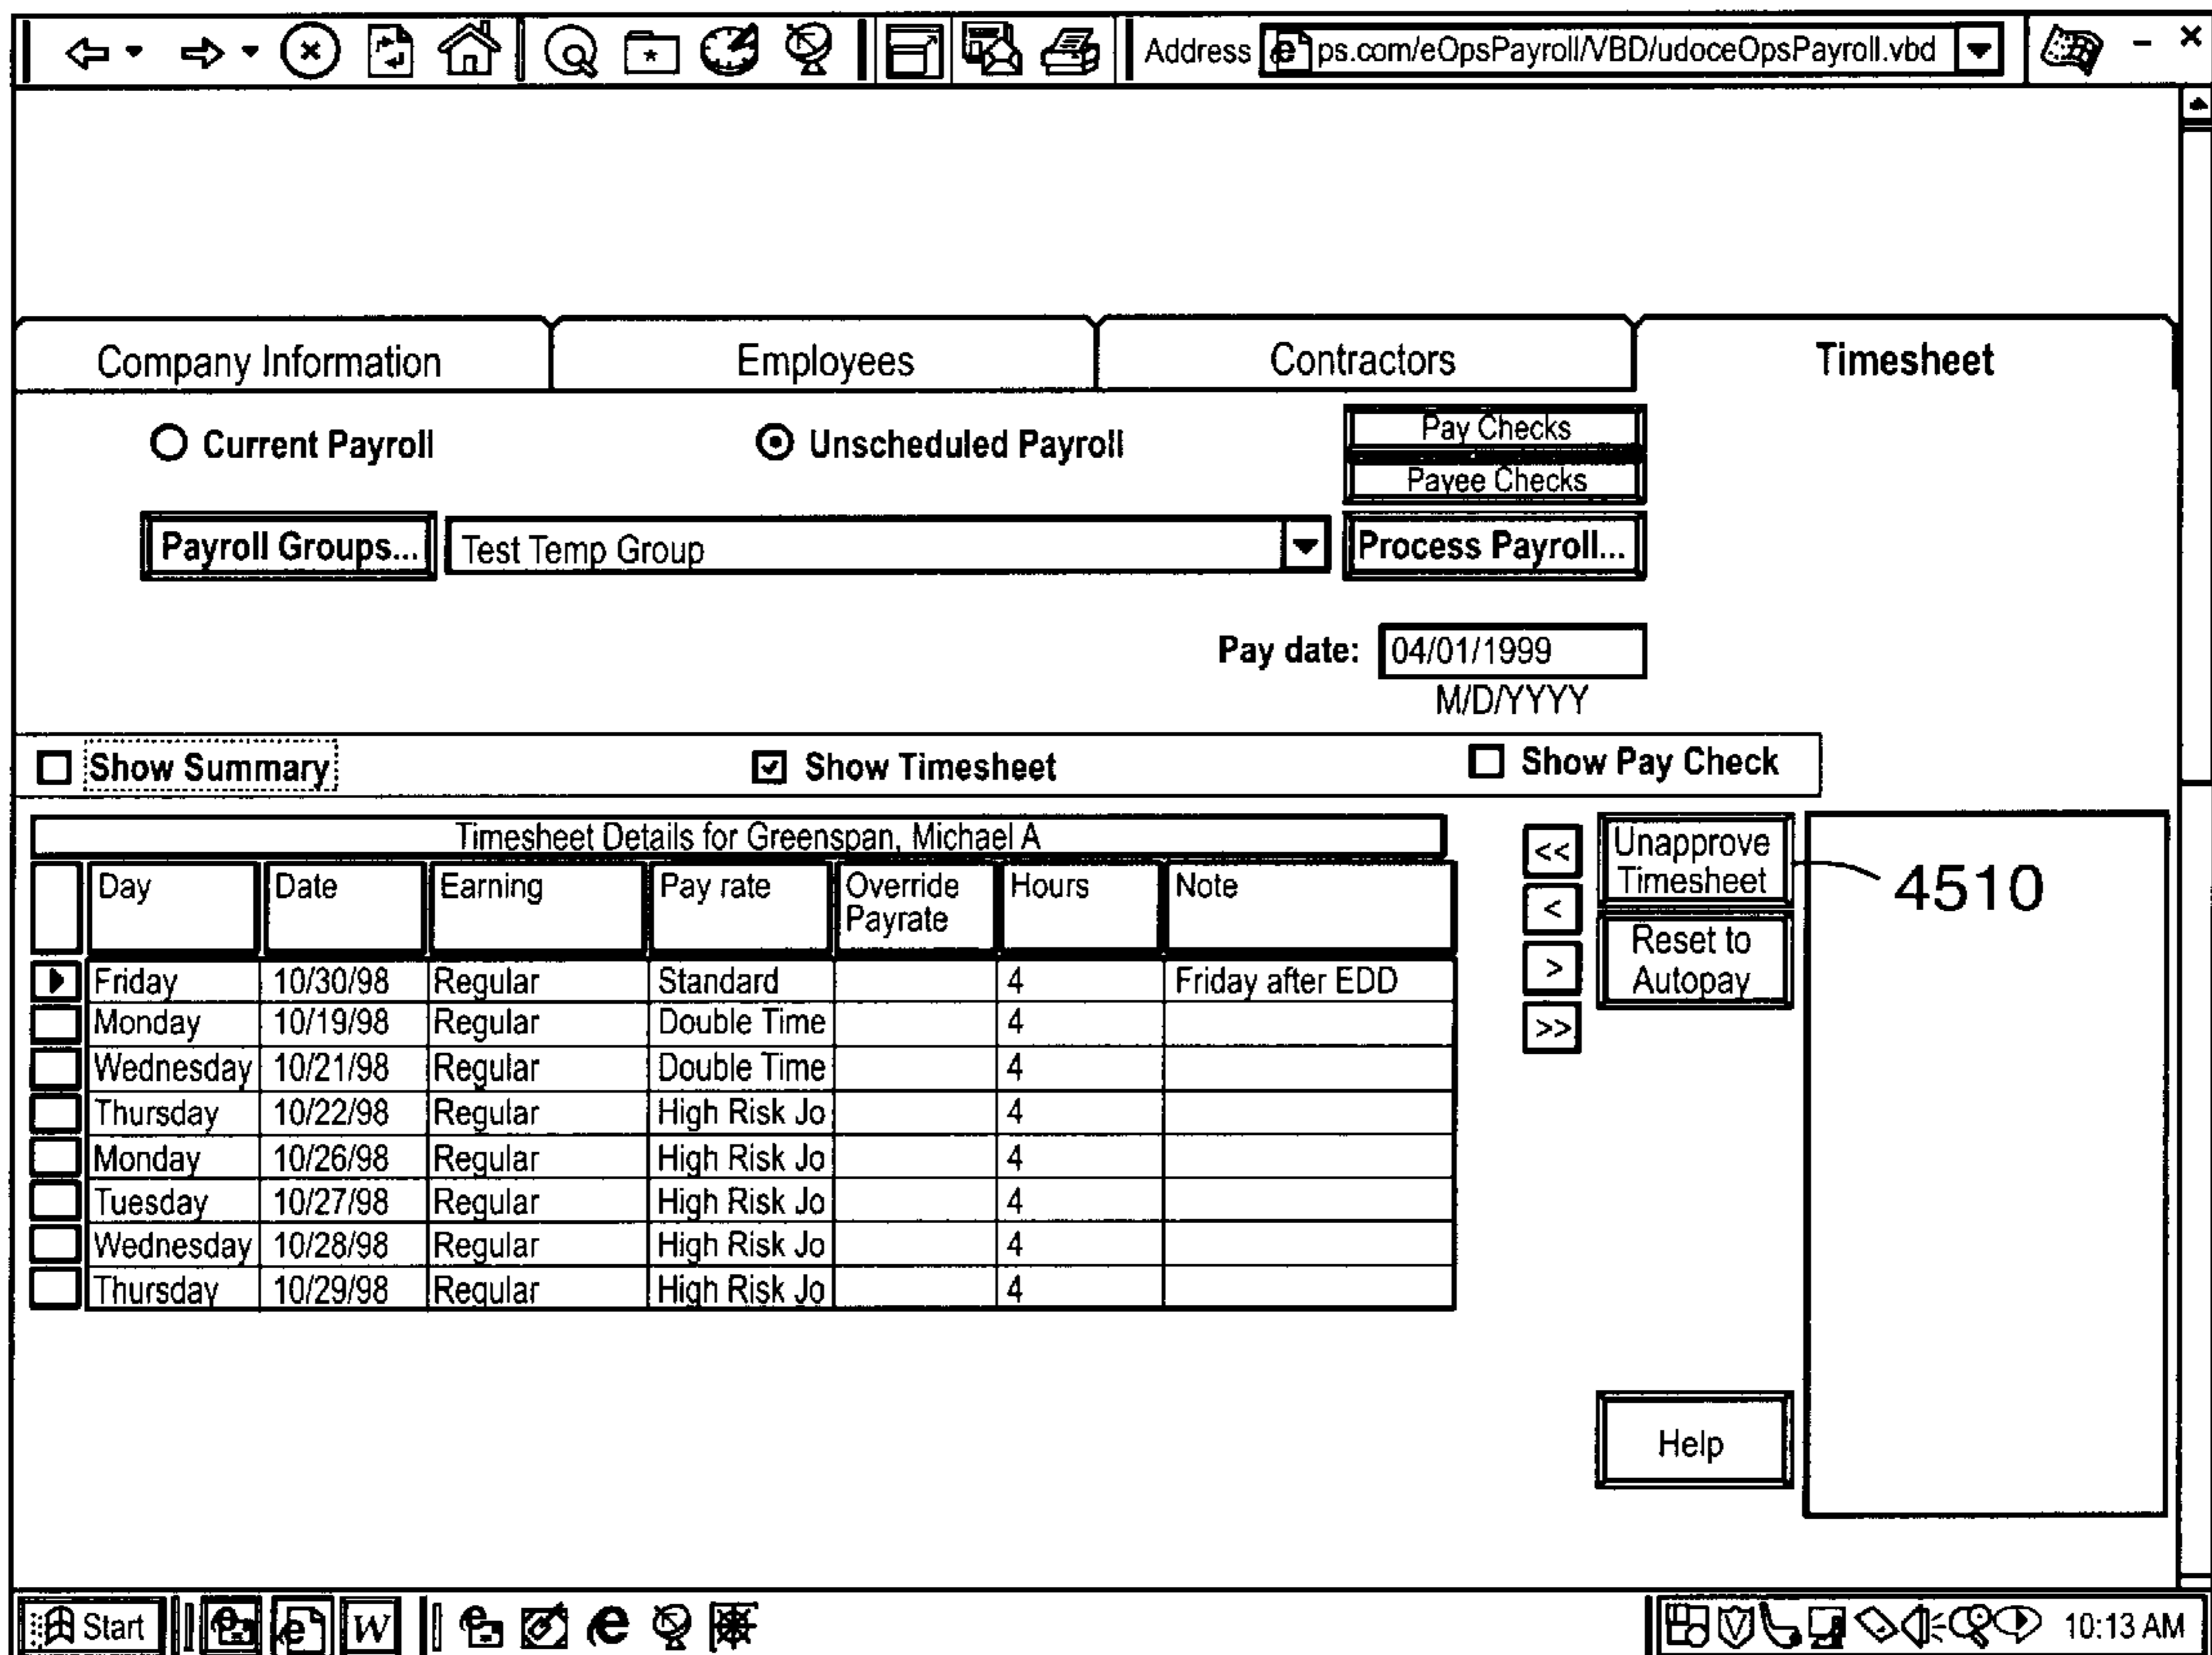 Address ps.com/eOpsPayroll/VBD/udoceOpsPayroll.vbd
Company Information Employees Contractors Timesheet
Current Payroll Unscheduled Payroll Pay Checks
Payee Checks
Payroll Groups... Test Temp Group Process Payroll...
Pay date: 04/01/1999
M/D/YYYY
Show Summary Show Timesheet Show Pay Check
Timesheet Details for Greenspan, Michael A
<< Unapprove Timesheet 4510
< Reset to Autopay
>
>>
Day Date Earning Pay rate Override Payrate Hours Note
Friday 10/30/98 Regular Standard 4 Friday after EDD
Monday 10/19/98 Regular Double Time 4
Wednesday 10/21/98 Regular Double Time 4
Thursday 10/22/98 Regular High Risk Jo 4
Monday 10/26/98 Regular High Risk Jo 4
Tuesday 10/27/98 Regular High Risk Jo 4
Wednesday 10/28/98 Regular High Risk Jo 4
Thursday 10/29/98 Regular High Risk Jo 4
Help
Start W 10:13 AM